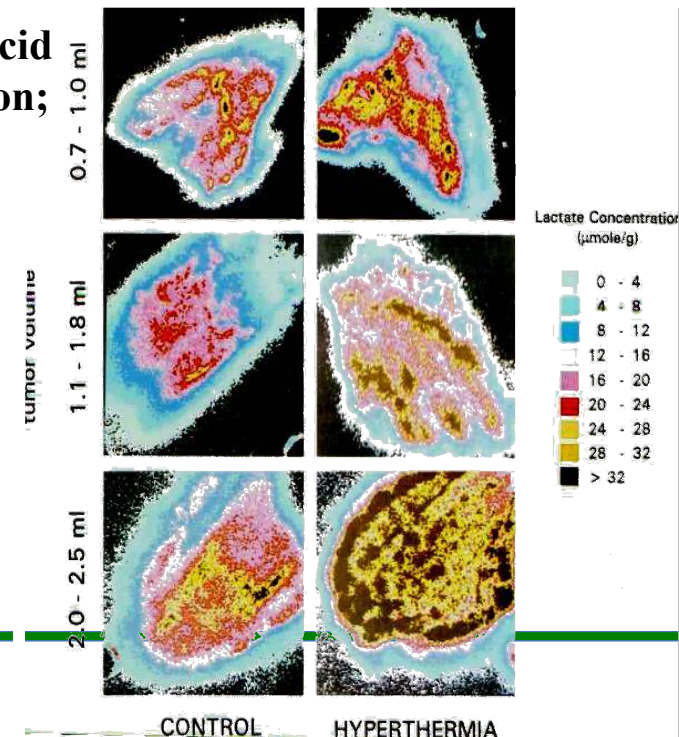 cid
on;
0.7 - 1.0 ml
tumor volume
1.1 - 1.8 ml
2.0 - 2.5 ml
Lactate Concentration
(μmole/g)
0 - 4
4 - 8
8 - 12
12 - 16
16 - 20
20 - 24
24 - 28
28 - 32
> 32
CONTROL
HYPERTHERMIA